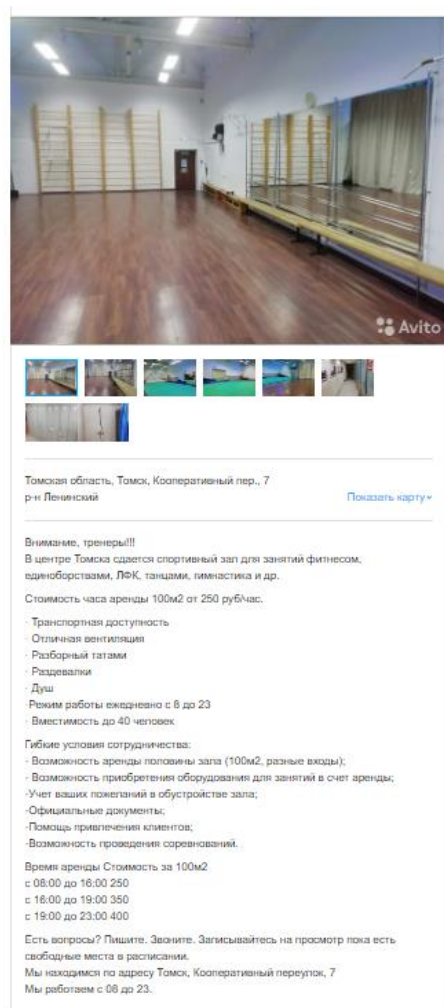 Avito
Томская область, Томск, Кооперативный пер., 7
р-н Ленинский
Показать карту
Внимание, тренеры!!!
В центре Томска сдается спортивный зал для занятий фитнесом,
единоборствами, ЛФК, танцами, гимнастика и др.
Стоимость часа аренды 100м2 от 250 руб/час.
· Транспортная доступность
· Отличная вентиляция
· Разборный татами
· Раздевалки
· Душ
·Режим работы ежедневно с 8 до 23
· Вместимость до 40 человек
Гибкие условия сотрудничества:
· Возможность аренды половины зала (100м2, разные входы);
· Возможность приобретения оборудования для занятий в счет аренды;
·Учет ваших пожеланий в обустройстве зала;
·Официальные документы;
·Помощь привлечения клиентов;
·Возможность проведения соревнований.
Время аренды Стоимость за 100м2
с 08:00 до 16:00 250
с 16:00 до 19:00 350
с 19:00 до 23:00 400
Есть вопросы? Пишите. Звоните. Записывайтесь на просмотр пока есть
свободные места в расписании.
Мы находимся по адресу Томск, Кооперативный переулок, 7
Мы работаем с 08 до 23.